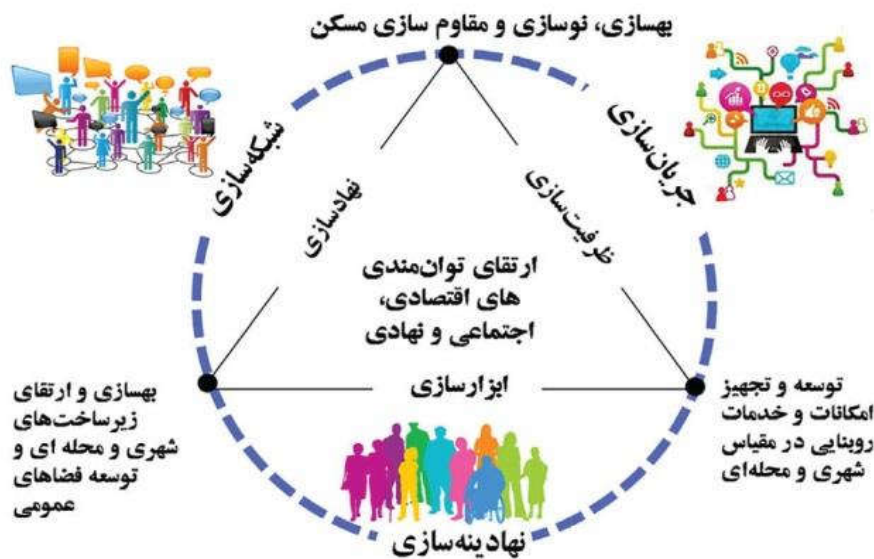 بهسازی، نوسازی و مقاوم سازی مسکن
شبکه‌سازی
جریان‌سازی
نهادسازی
ظرفیت‌سازی
ارتقای توان‌مندی
های اقتصادی،
اجتماعی و نهادی
ابزارسازی
توسعه و تجهیز
امکانات و خدمات
روبنایی در مقیاس
شهری و محله‌ای
بهسازی و ارتقای
زیرساخت‌های
شهری و محله ای و
توسعه فضاهای
عمومی
نهادینه‌سازی